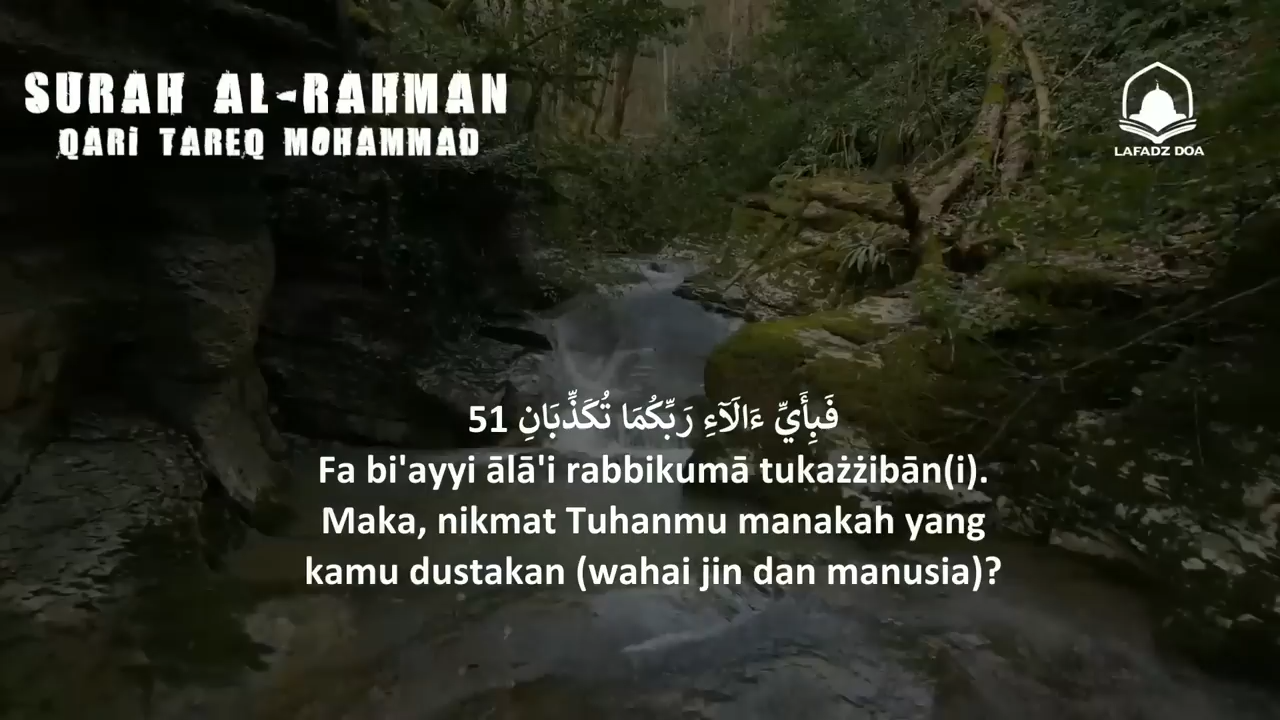 SURAH AL-RAHMAN
QARI TAREQ MOHAMMAD
LAFADZ DOA
فَبِأَيِّ ءَالَآءِ رَبِّكُمَا تُكَذِّبَانِ 51
Fa bi'ayyi ālā'i rabbikumā tukażżibān(i).
Maka, nikmat Tuhanmu manakah yang
kamu dustakan (wahai jin dan manusia)?